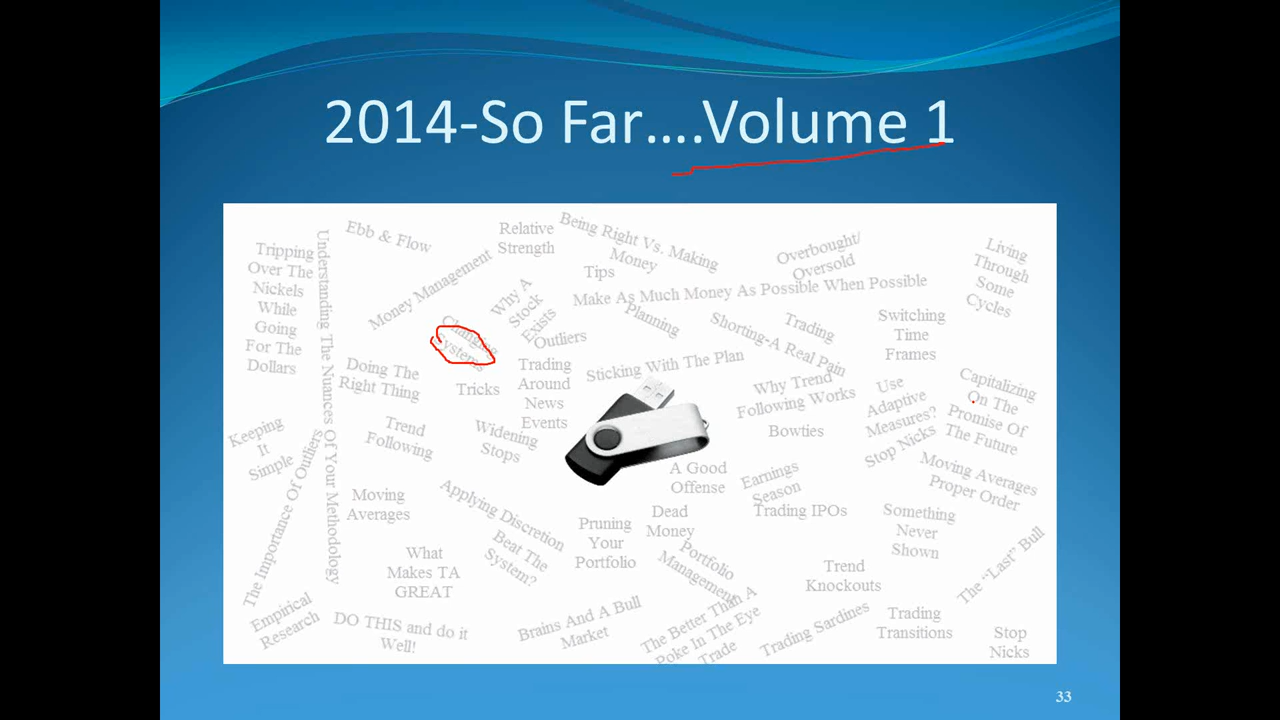 2014-So Far....Volume 1
Tripping
Over The
Nickels
While
Going
For The
Dollars
Understanding The Nuances Of Your Methodology
Ebb & Flow
Money Management
Relative
Strength
Being Right Vs. Making
Money
Tips
Overbought/
Oversold
Living
Through
Some
Cycles
Make As Much Money As Possible When Possible
Why A
Stock
Exists
Changing
Systems
Outliers
Planning
Shorting-A Real Pain
Trading
Switching
Time
Frames
Doing The
Right Thing
Tricks
Trading
Around
News
Events
Sticking With The Plan
Why Trend
Following Works
Use
Adaptive
Measures?
Capitalizing
On The
Promise Of
The Future
Keeping
It
Simple
Trend
Following
Widening
Stops
Bowties
Stop Nicks
The Importance Of Outliers
Moving
Averages
Applying Discretion
A Good
Offense
Earnings
Season
Moving Averages
Proper Order
Pruning
Your
Portfolio
Dead
Money
Trading IPOs
Something
Never
Shown
What
Makes TA
GREAT
Beat The
System?
Portfolio
Management
Trend
Knockouts
The "Last" Bull
Empirical
Research
DO THIS and do it
Well!
Brains And A Bull
Market
The Better Than A
Poke In The Eye
Trade
Trading Sardines
Trading
Transitions
Stop
Nicks
33